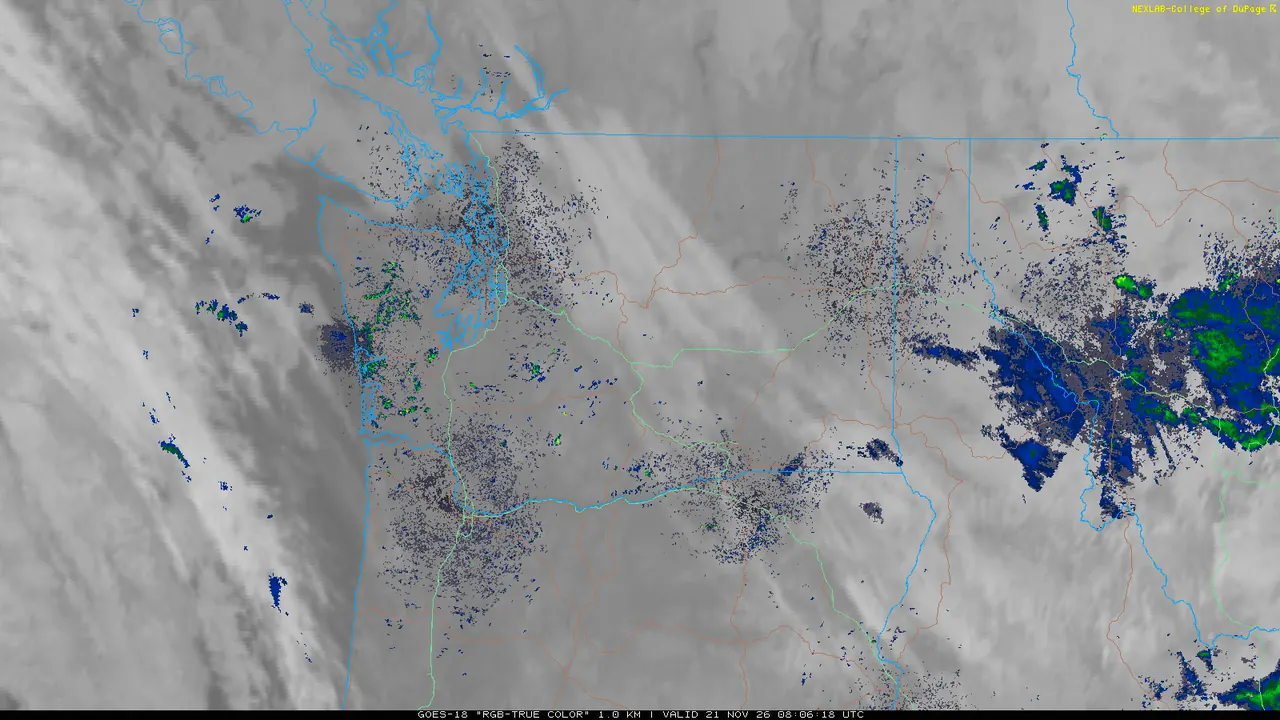 NEXLAB-College of DuPage
GOES-18 "RGB-TRUE COLOR" 1.0 KM | VALID 21 NOV 26 08:06:18 UTC